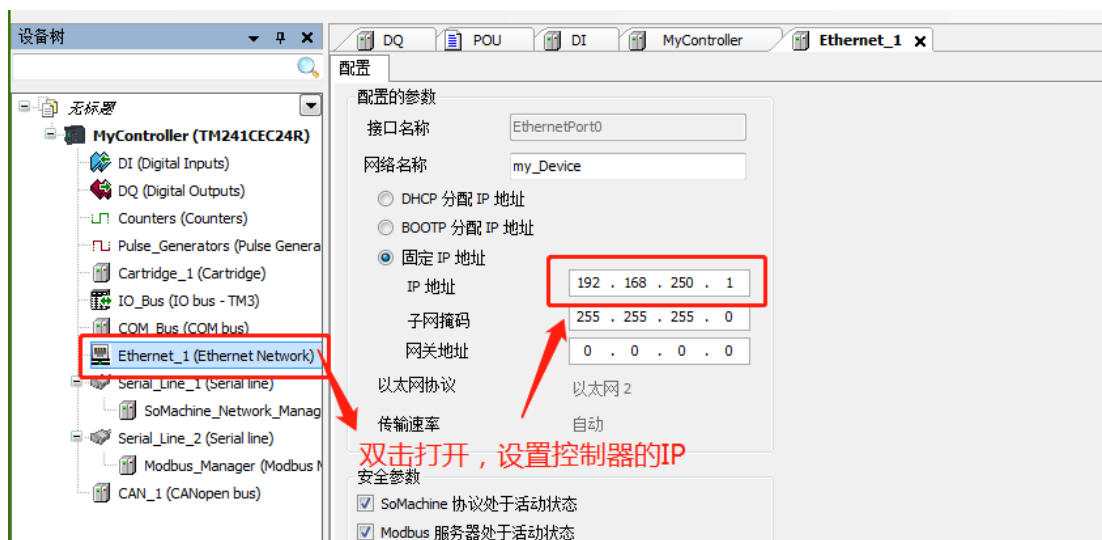 设备树
DQ
POU
DI
MyController
Ethernet_1
配置
无标题
MyController (TM241CEC24R)
DI (Digital Inputs)
DQ (Digital Outputs)
Counters (Counters)
Pulse_Generators (Pulse Genera
Cartridge_1 (Cartridge)
IO_Bus (IO bus - TM3)
COM_Bus (COM bus)
Ethernet_1 (Ethernet Network)
Serial_Line_1 (Serial line)
SoMachine_Network_Manag
Serial_Line_2 (Serial line)
Modbus_Manager (Modbus M
CAN_1 (CANopen bus)
配置的参数
接口名称 EthernetPort0
网络名称 my_Device
DHCP 分配 IP 地址
BOOTP 分配 IP 地址
固定 IP 地址
IP 地址 192 . 168 . 250 . 1
子网掩码 255 . 255 . 255 . 0
网关地址 0 . 0 . 0 . 0
以太网协议 以太网 2
传输速率 自动
双击打开，设置控制器的IP
安全参数
SoMachine 协议处于活动状态
Modbus 服务器处于活动状态